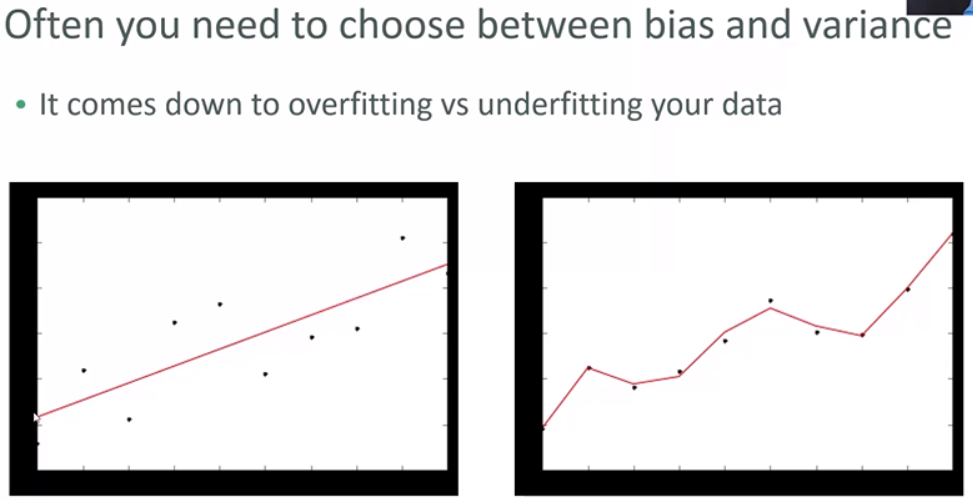 Often you need to choose between bias and variance
• It comes down to overfitting vs underfitting your data